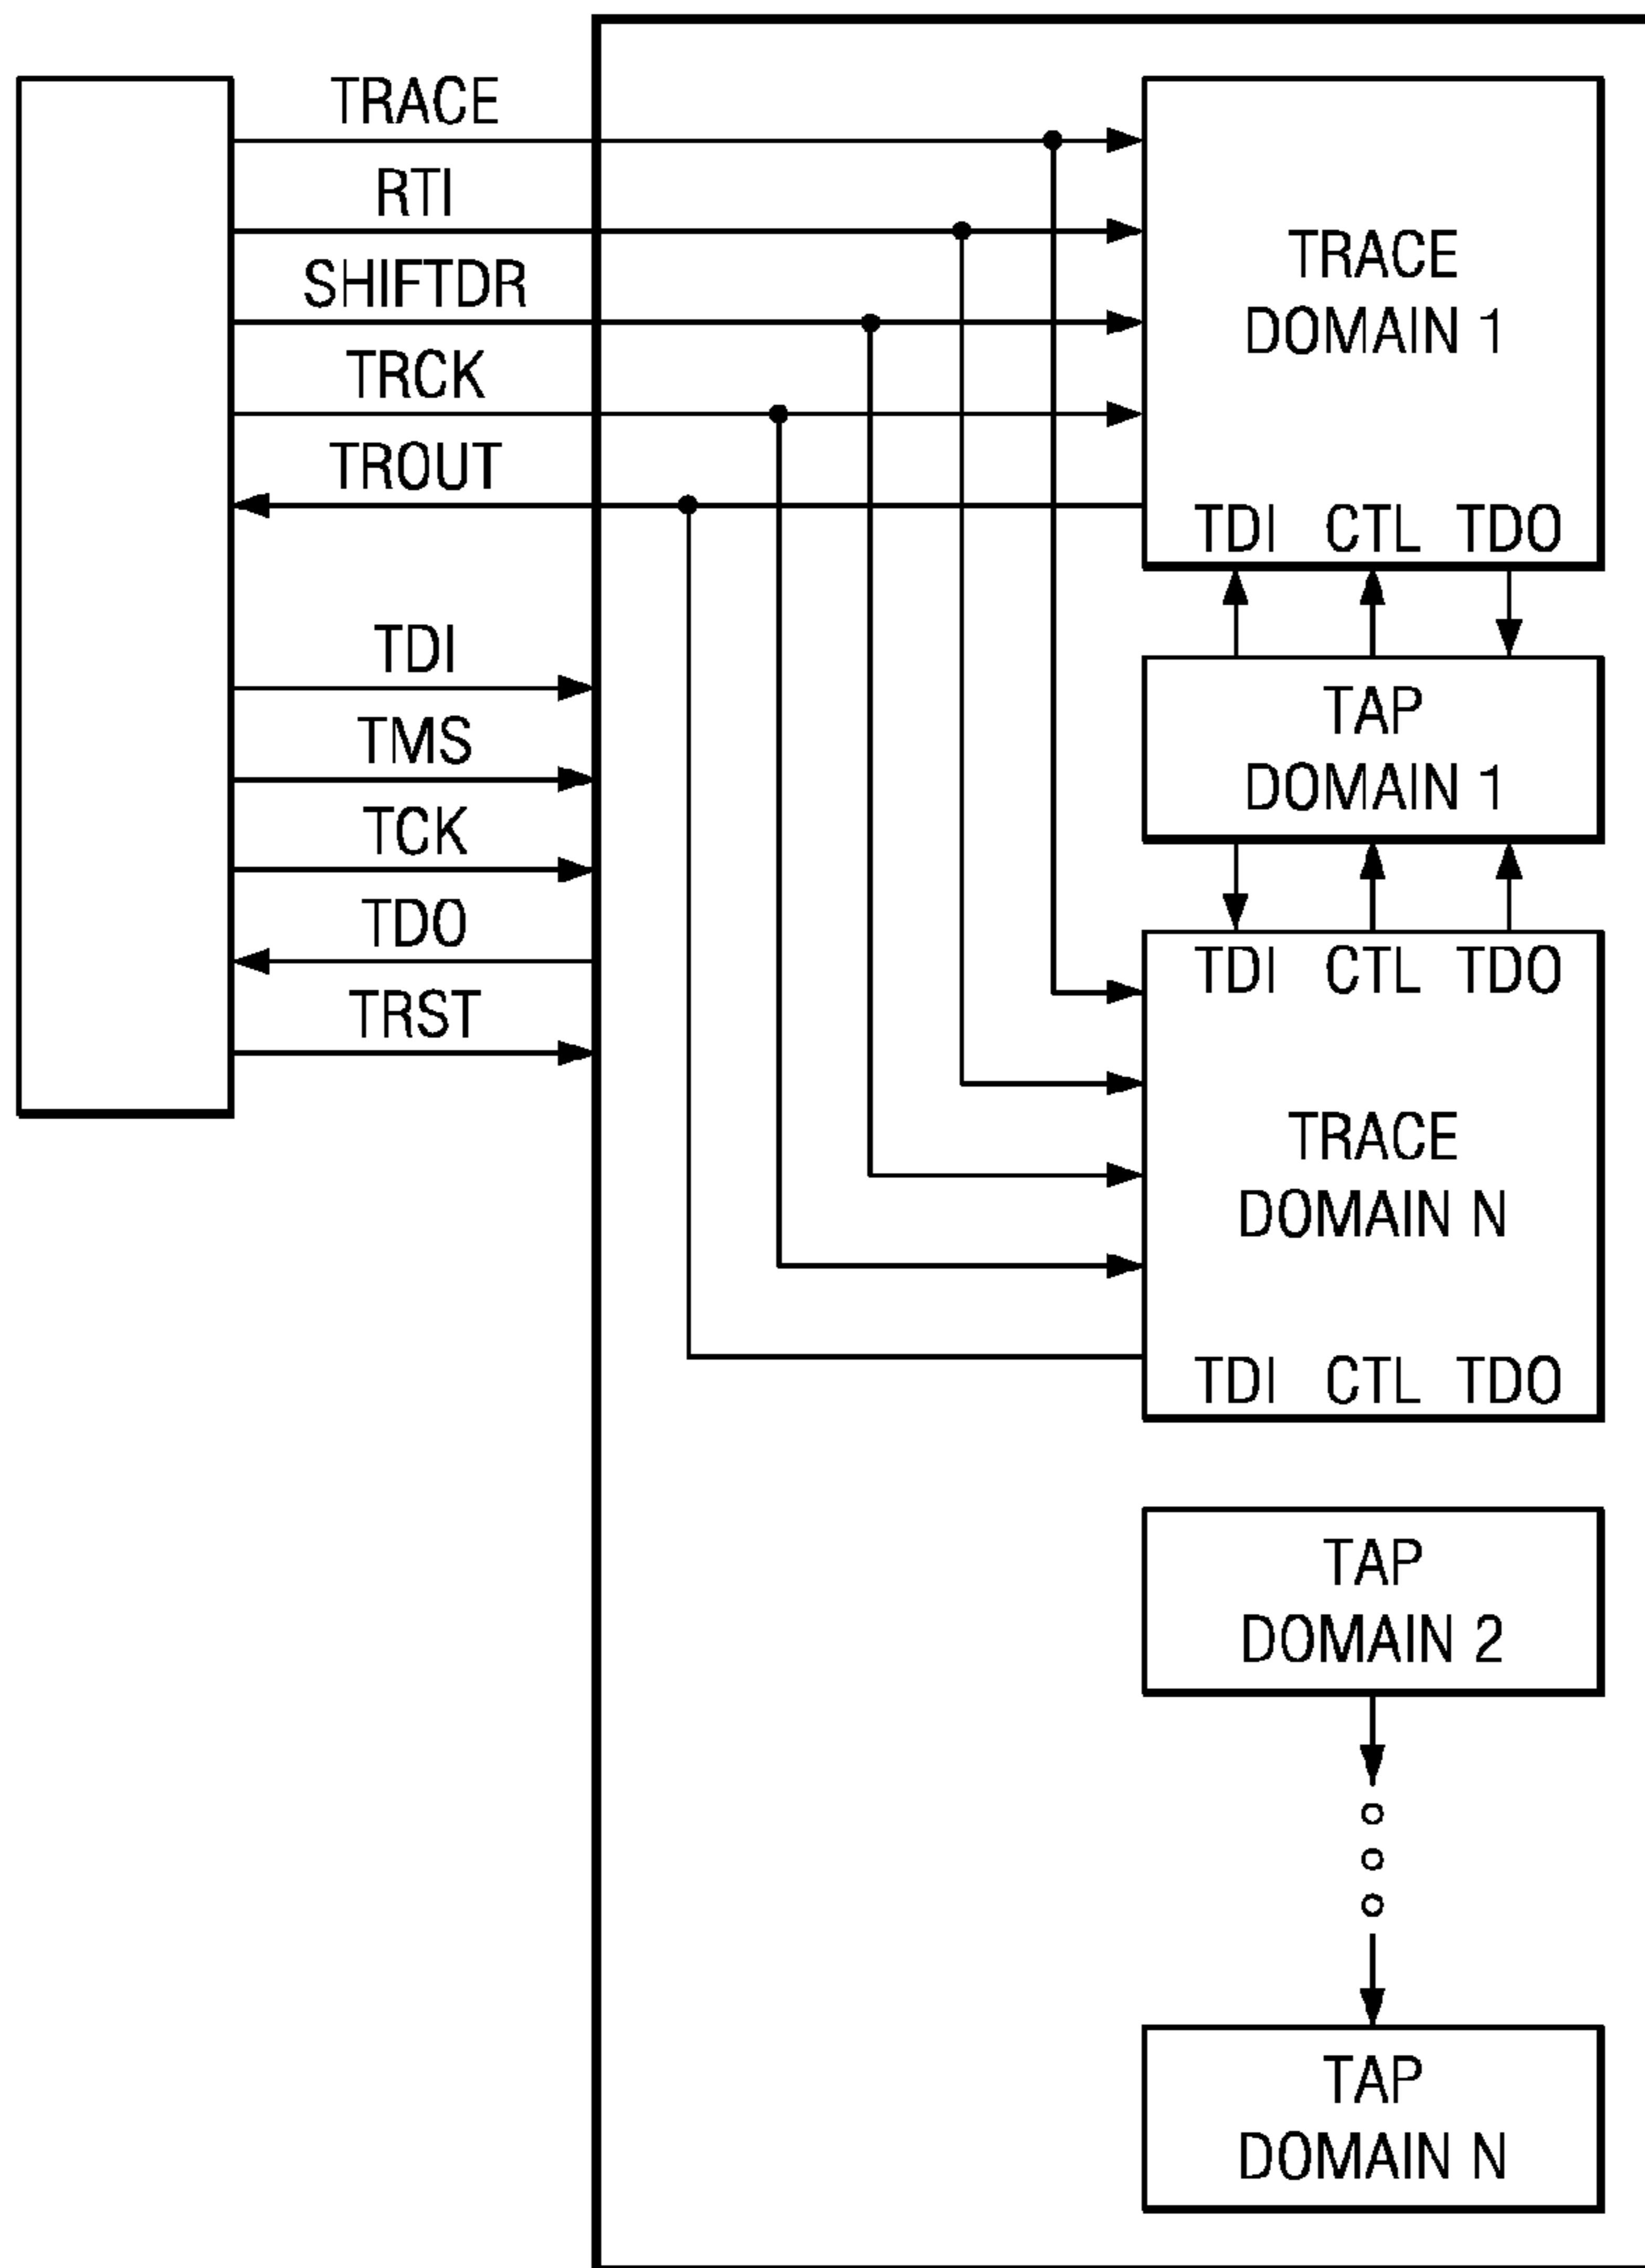 TRACE
RTI
SHIFTDR
TRCK
TROUT
TDI
TMS
TCK
TDO
TRST
TRACE
DOMAIN 1
TDI CTL TDO
TAP
DOMAIN 1
TDI CTL TDO
TRACE
DOMAIN N
TDI CTL TDO
TAP
DOMAIN 2
TAP
DOMAIN N